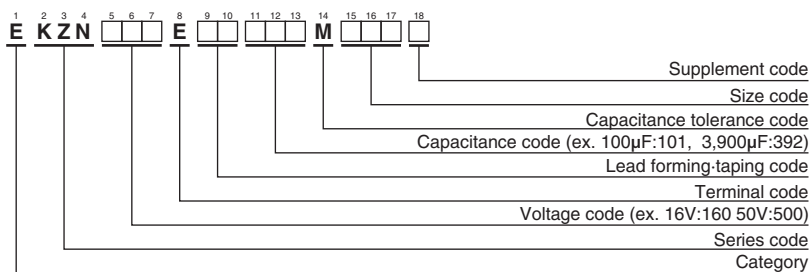 1 2 3 4 5 6 7 8 9 10 11 12 13 14 15 16 17 18
E KZN E M
Supplement code
Size code
Capacitance tolerance code
Capacitance code (ex. 100μF:101, 3,900μF:392)
Lead forming·taping code
Terminal code
Voltage code (ex. 16V:160 50V:500)
Series code
Category